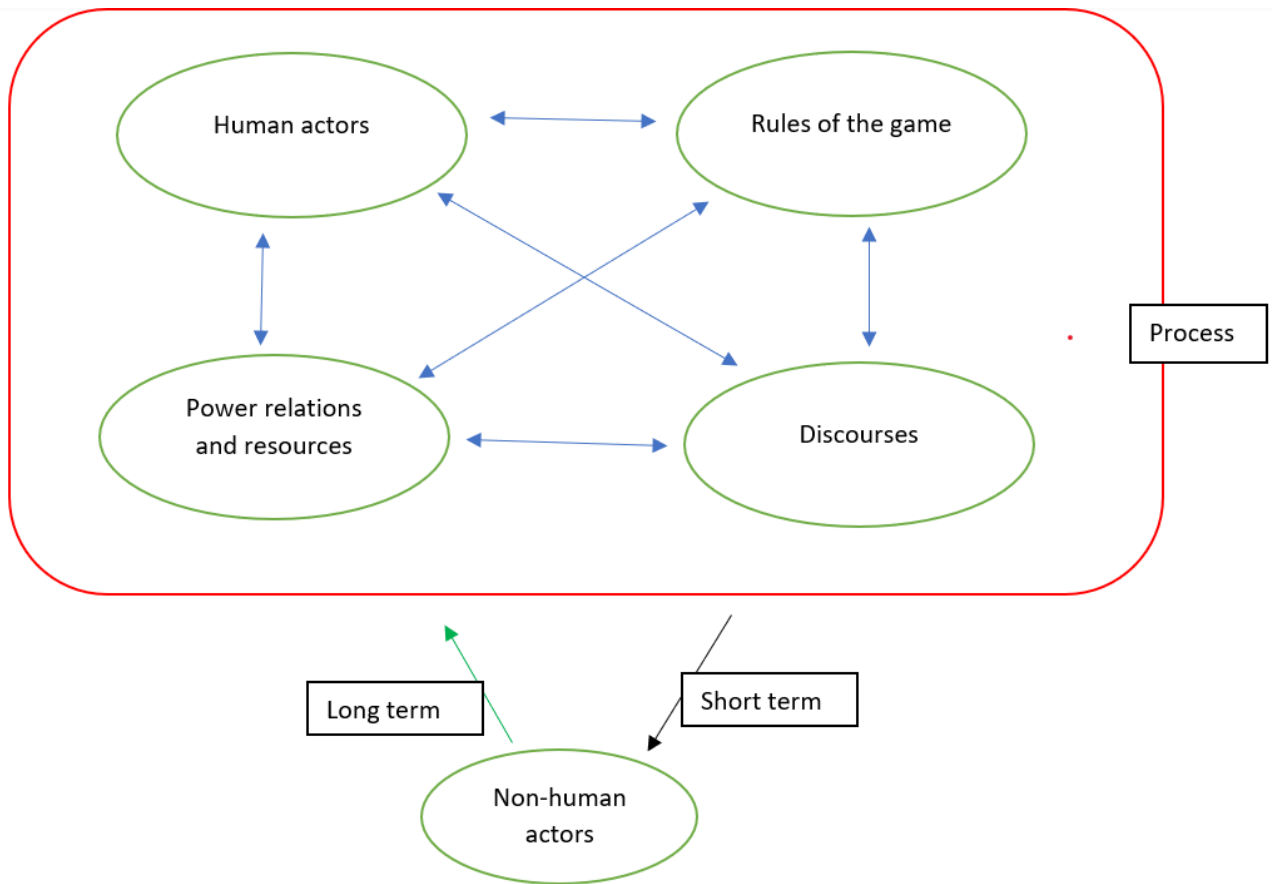 Human actors
Rules of the game
Process
Power relations
and resources
Discourses
Long term
Short term
Non-human
actors